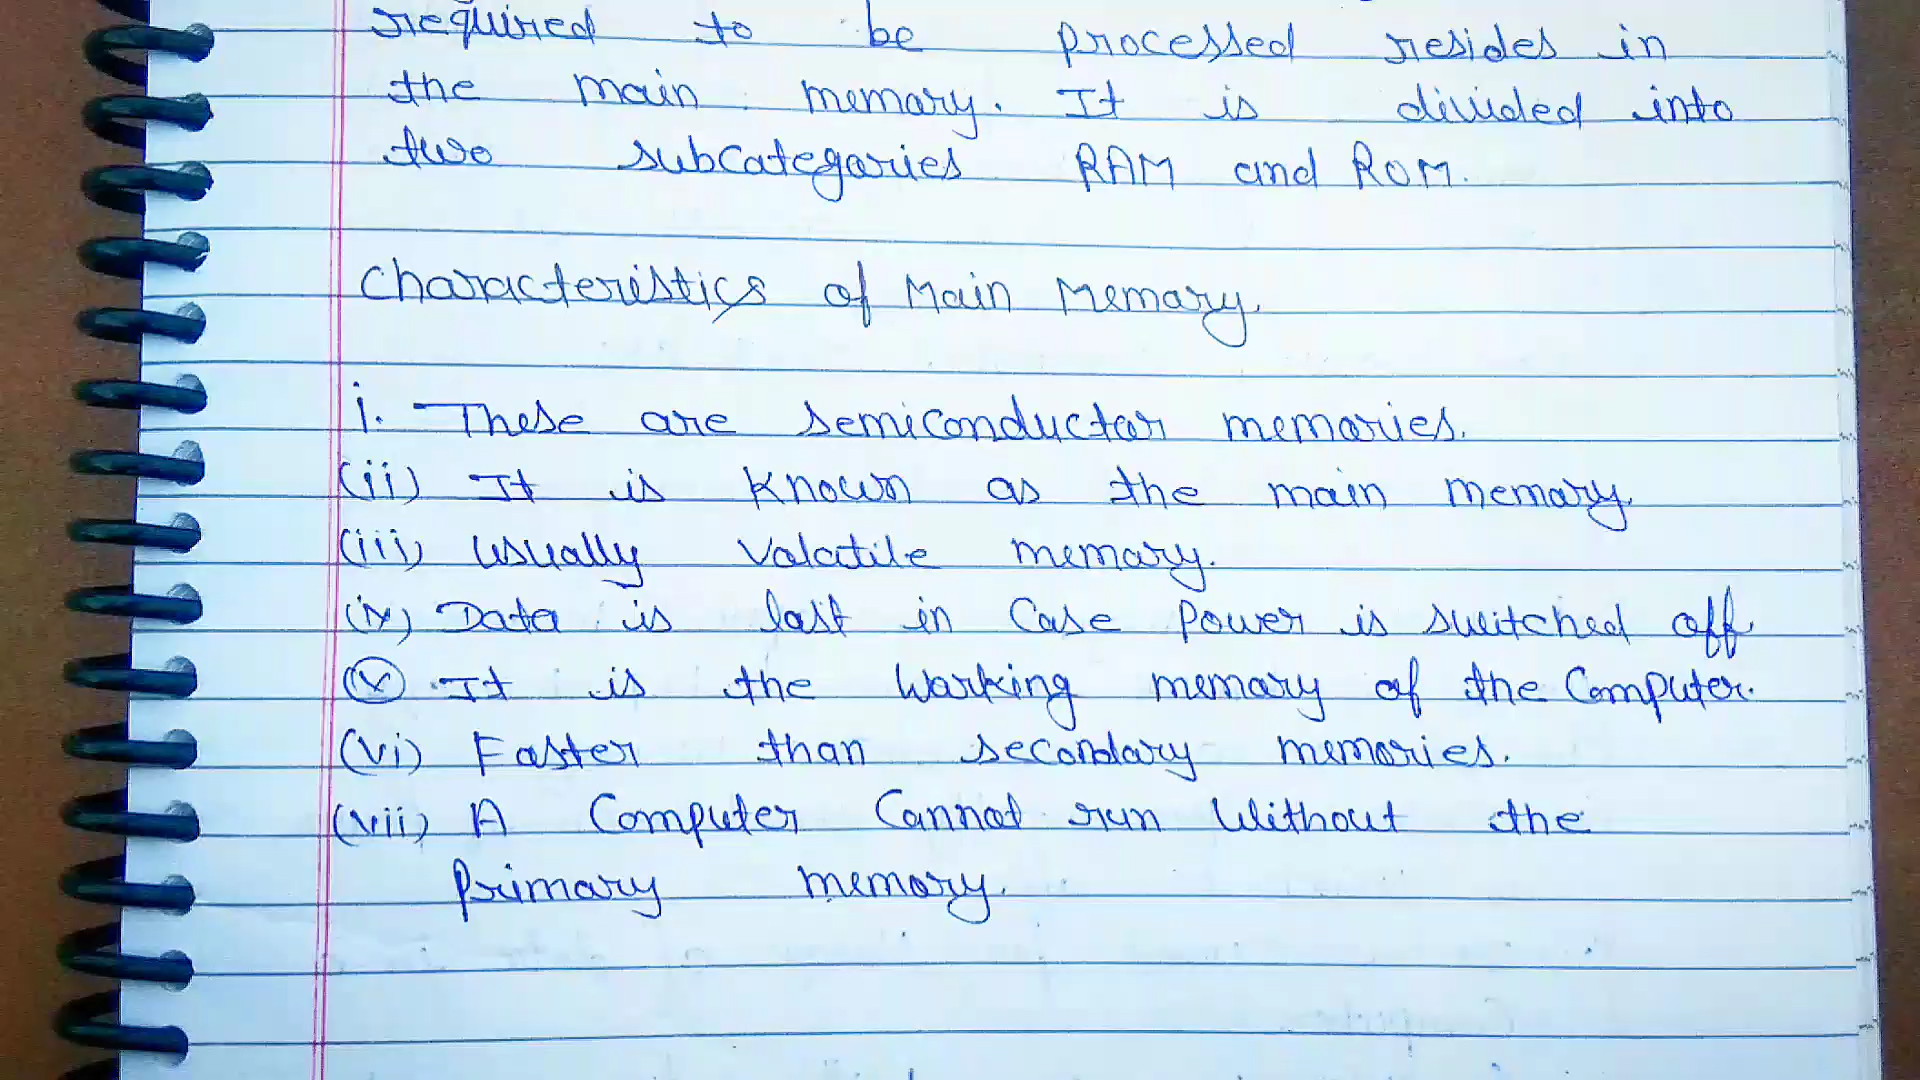 required to be processed resides in
the main memory. It is divided into
two subcategories RAM and ROM.
Characteristics of Main Memory.
i. These are semiconductor memories.
(ii) It is known as the main memory.
(iii) usually volatile memory.
(iv) Data is lost in Case Power is switched off
(v) It is the working memory of the Computer.
(vi) Faster than secondary memories.
(vii) A Computer Cannot run without the
Primary memory.